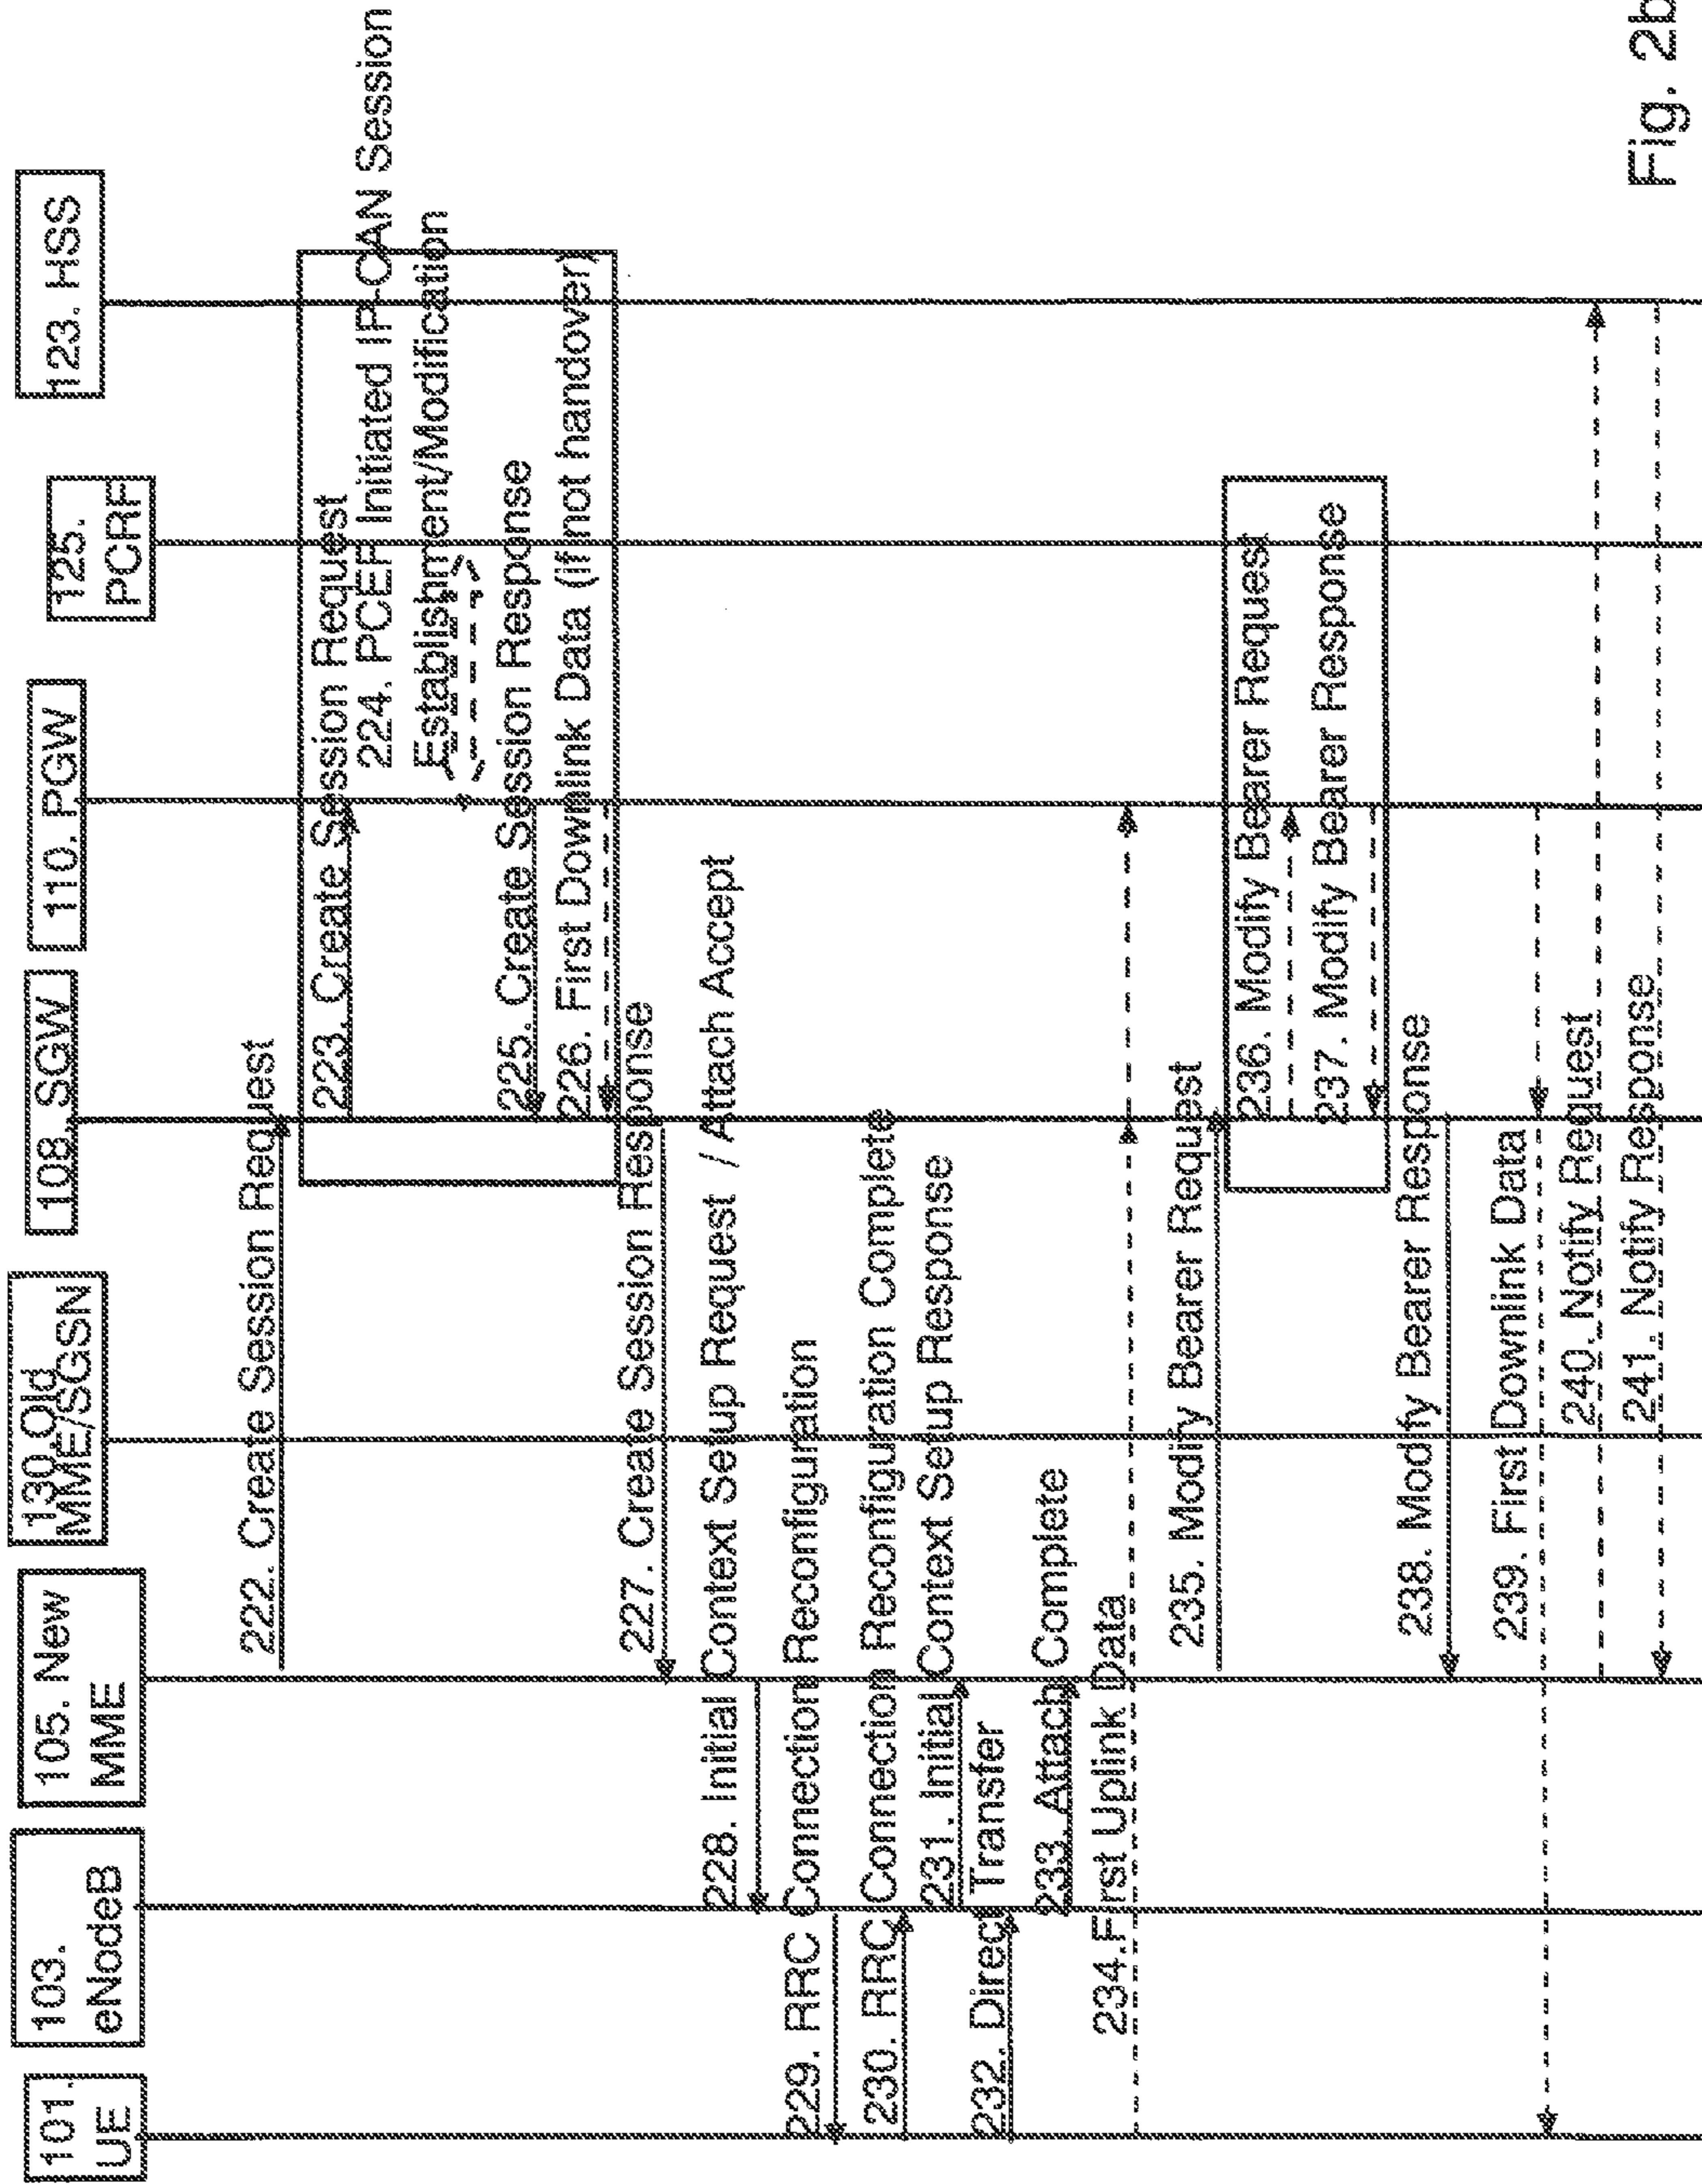 101.
UE
103.
eNodeB
105. New
MME
130.Old
MME/SGSN
108. SGW
110. PGW
125.
PCRF
123. HSS
222. Create Session Request
223. Create Session Request
224. PCEF Initiated IP-CAN Session
Establishment/Modification
225. Create Session Response
226. First Downlink Data (if not handover)
227. Create Session Response
228. Initial Context Setup Request / Attach Accept
229. RRC Connection Reconfiguration
230. RRC Connection Reconfiguration Complete
231. Initial Context Setup Response
232. Direct Transfer
233. Attach Complete
234.First Uplink Data
235. Modify Bearer Request
236. Modify Bearer Request
237. Modify Bearer Response
238. Modify Bearer Response
239. First Downlink Data
240. Notify Request
241. Notify Response
Fig. 2b